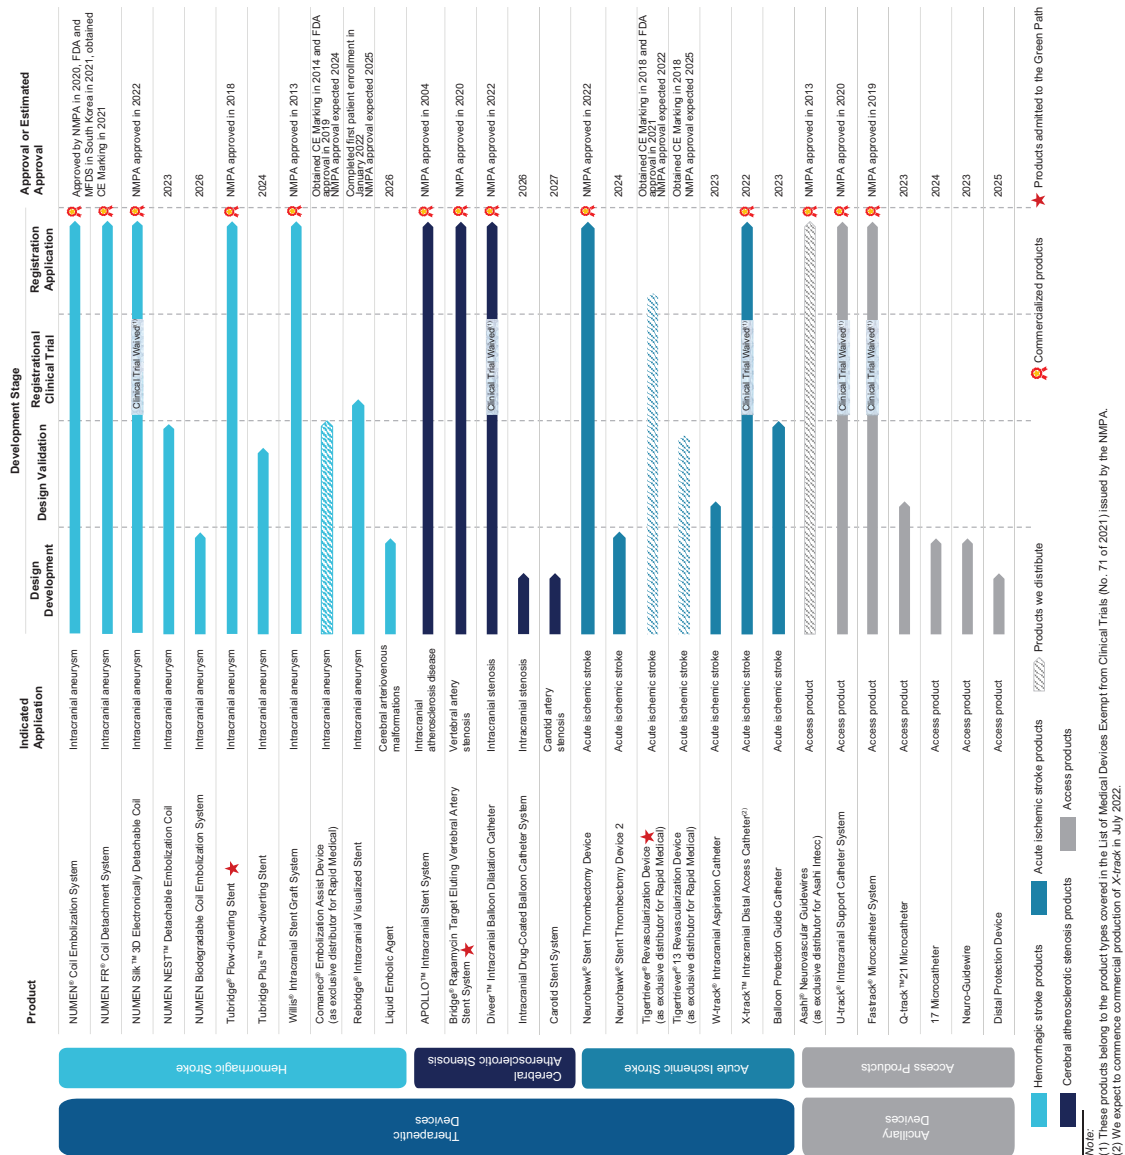 Product
Indicated
Application
Development Stage
Design
Development
Design Validation
Registrational
Clinical Trial
Registration
Application
Approval or Estimated
Approval
Therapeutic
Devices
Hemorrhagic Stroke
NUMEN® Coil Embolization System
Intracranial aneurysm
Approved by NMPA in 2020, FDA and
MFDS in South Korea in 2021, obtained
CE Marking in 2021
NUMEN FR® Coil Detachment System
Intracranial aneurysm
NUMEN Silk™ 3D Electronically Detachable Coil
Intracranial aneurysm
Clinical Trial Waived(1)
NMPA approved in 2022
NUMEN NEST™ Detachable Embolization Coil
Intracranial aneurysm
2023
NUMEN Biodegradable Coil Embolization System
Intracranial aneurysm
2026
Tubridge® Flow-diverting Stent
Intracranial aneurysm
NMPA approved in 2018
Tubridge Plus™ Flow-diverting Stent
Intracranial aneurysm
2024
Willis® Intracranial Stent Graft System
Intracranial aneurysm
NMPA approved in 2013
Comaneci® Embolization Assist Device
(as exclusive distributor for Rapid Medical)
Intracranial aneurysm
Obtained CE Marking in 2014 and FDA
approval in 2019
NMPA approval expected 2024
Rebridge® Intracranial Visualized Stent
Intracranial aneurysm
Completed first patient enrollment in
January 2022
NMPA approval expected 2025
Liquid Embolic Agent
Cerebral arteriovenous
malformations
2026
Cerebral
Atherosclerotic Stenosis
APOLLO™ Intracranial Stent System
Intracranial
atherosclerosis disease
NMPA approved in 2004
Bridge® Rapamycin Target Eluting Vertebral Artery
Stent System
Vertebral artery
stenosis
NMPA approved in 2020
Diveer™ Intracranial Balloon Dilatation Catheter
Intracranial stenosis
Clinical Trial Waived(1)
NMPA approved in 2022
Intracranial Drug-Coated Balloon Catheter System
Intracranial stenosis
2026
Carotid Stent System
Carotid artery
stenosis
2027
Acute Ischemic Stroke
Neurohawk® Stent Thrombectomy Device
Acute ischemic stroke
NMPA approved in 2022
Neurohawk® Stent Thrombectomy Device 2
Acute ischemic stroke
2024
Tigertriever® Revascularization Device
(as exclusive distributor for Rapid Medical)
Acute ischemic stroke
Obtained CE Marking in 2018 and FDA
approval in 2021
NMPA approval expected 2022
Tigertriever® 13 Revascularization Device
(as exclusive distributor for Rapid Medical)
Acute ischemic stroke
Obtained CE Marking in 2018
NMPA approval expected 2025
W-track® Intracranial Aspiration Catheter
Acute ischemic stroke
2023
X-track™ Intracranial Distal Access Catheter(2)
Acute ischemic stroke
Clinical Trial Waived(1)
2022
Balloon Protection Guide Catheter
Acute ischemic stroke
2023
Ancillary
Devices
Access Products
Asahi® Neurovascular Guidewires
(as exclusive distributor for Asahi Intecc)
Access product
NMPA approved in 2013
U-track® Intracranial Support Catheter System
Access product
Clinical Trial Waived(1)
NMPA approved in 2020
Fastrack® Microcatheter System
Access product
Clinical Trial Waived(1)
NMPA approved in 2019
Q-track™21 Microcatheter
Access product
2023
17 Microcatheter
Access product
2024
Neuro-Guidewire
Access product
2023
Distal Protection Device
Access product
2025
Hemorrhagic stroke products
Acute ischemic stroke products
Products we distribute
Commercialized products
Products admitted to the Green Path
Cerebral atherosclerotic stenosis products
Access products
Note:
(1) These products belong to the product types covered in the List of Medical Devices Exempt from Clinical Trials (No. 71 of 2021) issued by the NMPA.
(2) We expect to commence commercial production of X-track in July 2022.